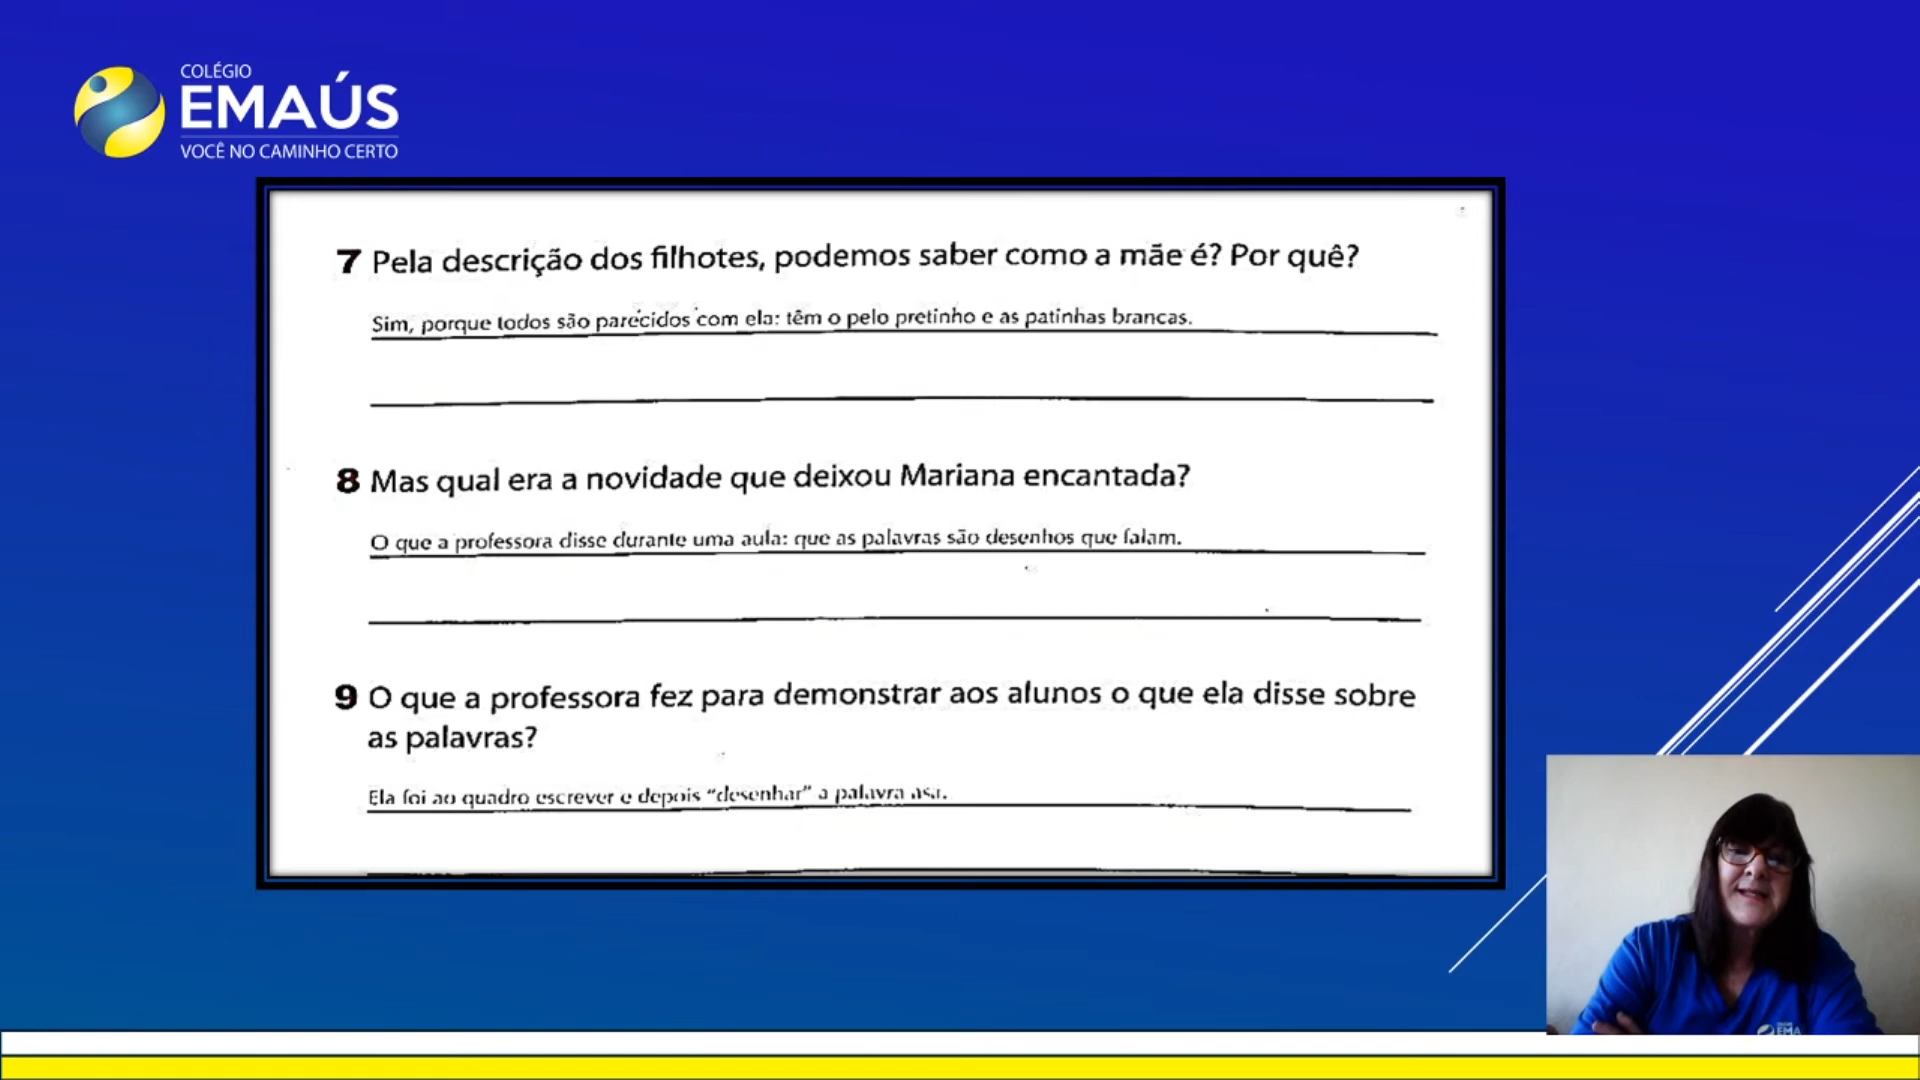 COLÉGIO
EMAÚS
VOCÊ NO CAMINHO CERTO
7 Pela descrição dos filhotes, podemos saber como a mãe é? Por quê?
Sim, porque todos são parecidos com ela: têm o pelo pretinho e as patinhas brancas.
8 Mas qual era a novidade que deixou Mariana encantada?
O que a professora disse durante uma aula: que as palavras são desenhos que falam.
9 O que a professora fez para demonstrar aos alunos o que ela disse sobre
as palavras?
Ela foi ao quadro escrever e depois “desenhar” a palavra asa.
EMA